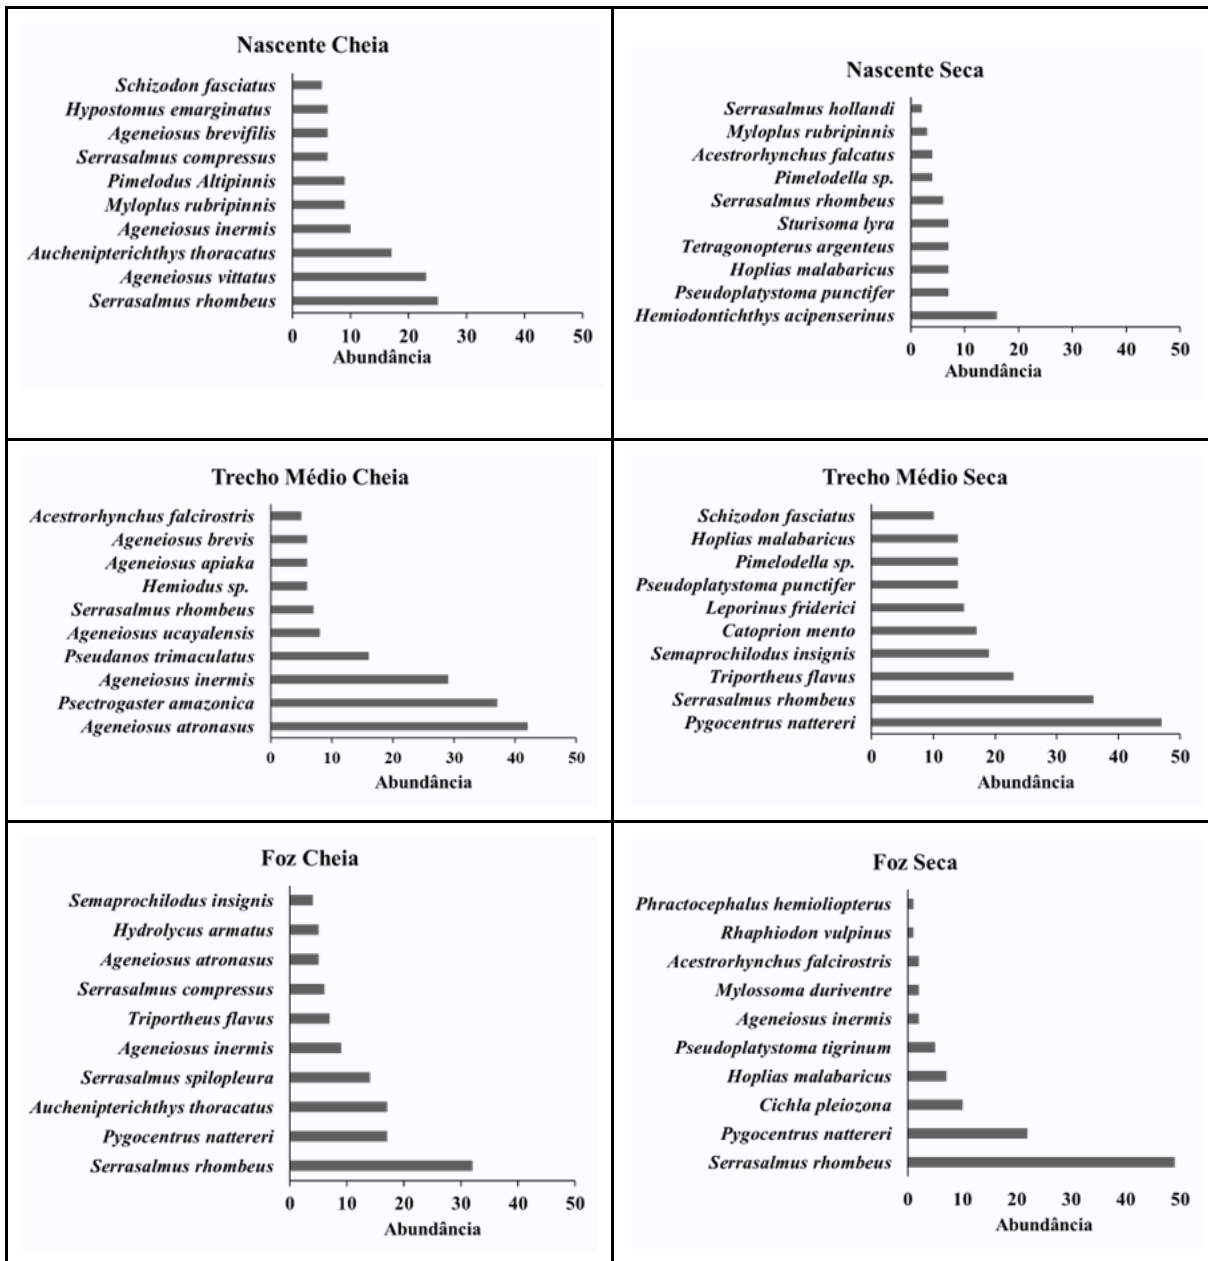 Nascente Cheia
Schizodon fasciatus
Hypostomus emarginatus
Ageneiosus brevifilis
Serrasalmus compressus
Pimelodus Altipinnis
Myloplus rubripinnis
Ageneiosus inermis
Auchenipterichthys thoracatus
Ageneiosus vittatus
Serrasalmus rhombeus
0 10 20 30 40 50
Abundância
Nascente Seca
Serrasalmus hollandi
Myloplus rubripinnis
Acestrorhynchus falcatus
Pimelodella sp.
Serrasalmus rhombeus
Sturisoma lyra
Tetragonopterus argenteus
Hoplias malabaricus
Pseudoplatystoma punctifer
Hemiodontichthys acipenserinus
0 10 20 30 40 50
Abundância
Trecho Médio Cheia
Acestrorhynchus falcirostris
Ageneiosus brevis
Ageneiosus apiaka
Hemiodus sp.
Serrasalmus rhombeus
Ageneiosus ucayalensis
Pseudanos trimaculatus
Ageneiosus inermis
Psectrogaster amazonica
Ageneiosus atronasus
0 10 20 30 40 50
Abundância
Trecho Médio Seca
Schizodon fasciatus
Hoplias malabaricus
Pimelodella sp.
Pseudoplatystoma punctifer
Leporinus friderici
Catoprion mento
Semaprochilodus insignis
Triportheus flavus
Serrasalmus rhombeus
Pygocentrus nattereri
0 10 20 30 40 50
Abundância
Foz Cheia
Semaprochilodus insignis
Hydrolycus armatus
Ageneiosus atronasus
Serrasalmus compressus
Triportheus flavus
Ageneiosus inermis
Serrasalmus spilopleura
Auchenipterichthys thoracatus
Pygocentrus nattereri
Serrasalmus rhombeus
0 10 20 30 40 50
Abundância
Foz Seca
Phractocephalus hemioliopterus
Rhaphiodon vulpinus
Acestrorhynchus falcirostris
Mylossoma duriventre
Ageneiosus inermis
Pseudoplatystoma tigrinum
Hoplias malabaricus
Cichla pleiozona
Pygocentrus nattereri
Serrasalmus rhombeus
0 10 20 30 40 50
Abundância